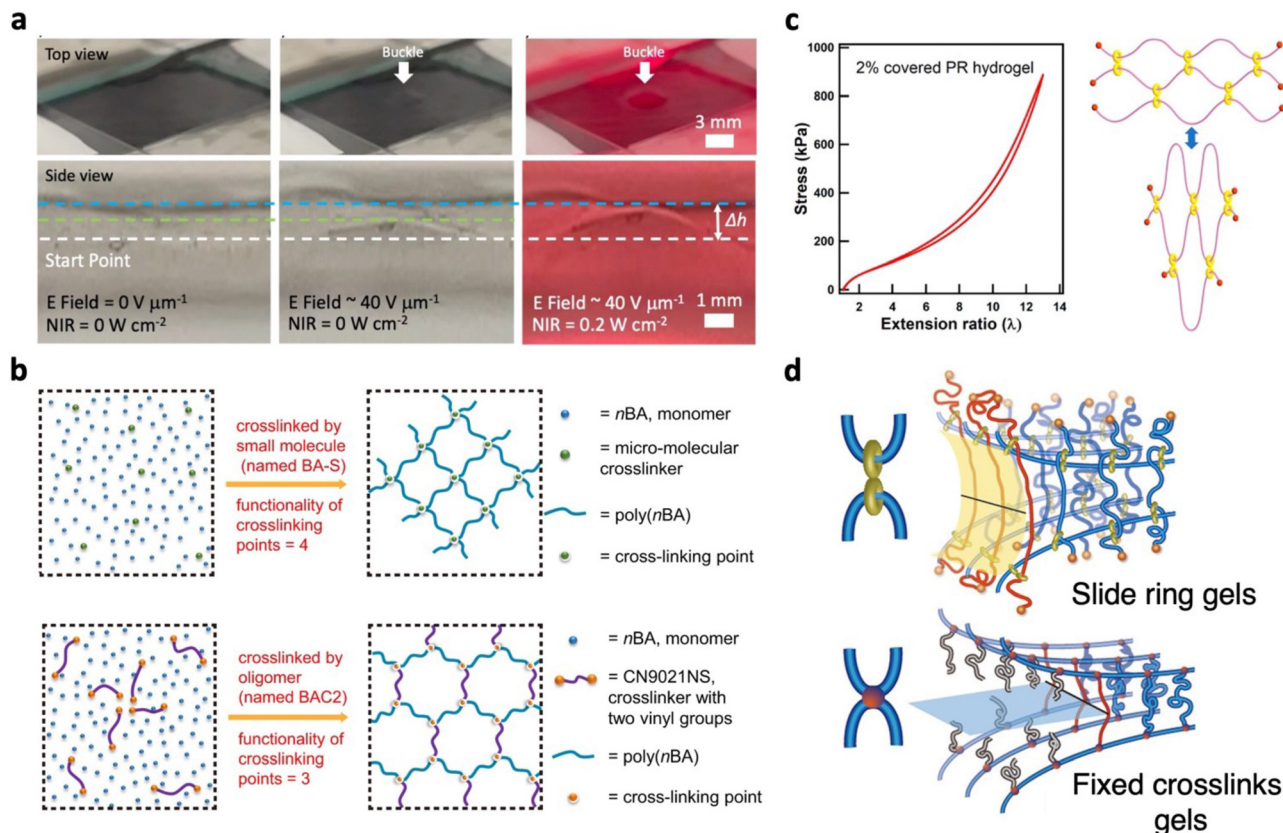 a
Top view
Buckle
Buckle
3 mm
Side view
Δh
Start Point
E Field = 0 V μm⁻¹
NIR = 0 W cm⁻²
E Field ~ 40 V μm⁻¹
NIR = 0 W cm⁻²
E Field ~ 40 V μm⁻¹
NIR = 0.2 W cm⁻²
1 mm
c
1000
800
600
400
200
0
Stress (kPa)
2% covered PR hydrogel
2 4 6 8 10 12 14
Extension ratio (λ)
b
crosslinked by
small molecule
(named BA-S)
functionality of
crosslinking
points = 4
= nBA, monomer
= micro-molecular
crosslinker
= poly(nBA)
= cross-linking point
crosslinked by
oligomer
(named BAC2)
functionality of
crosslinking
points = 3
= nBA, monomer
= CN9021NS,
crosslinker with
two vinyl groups
= poly(nBA)
= cross-linking point
d
Slide ring gels
Fixed crosslinks
gels